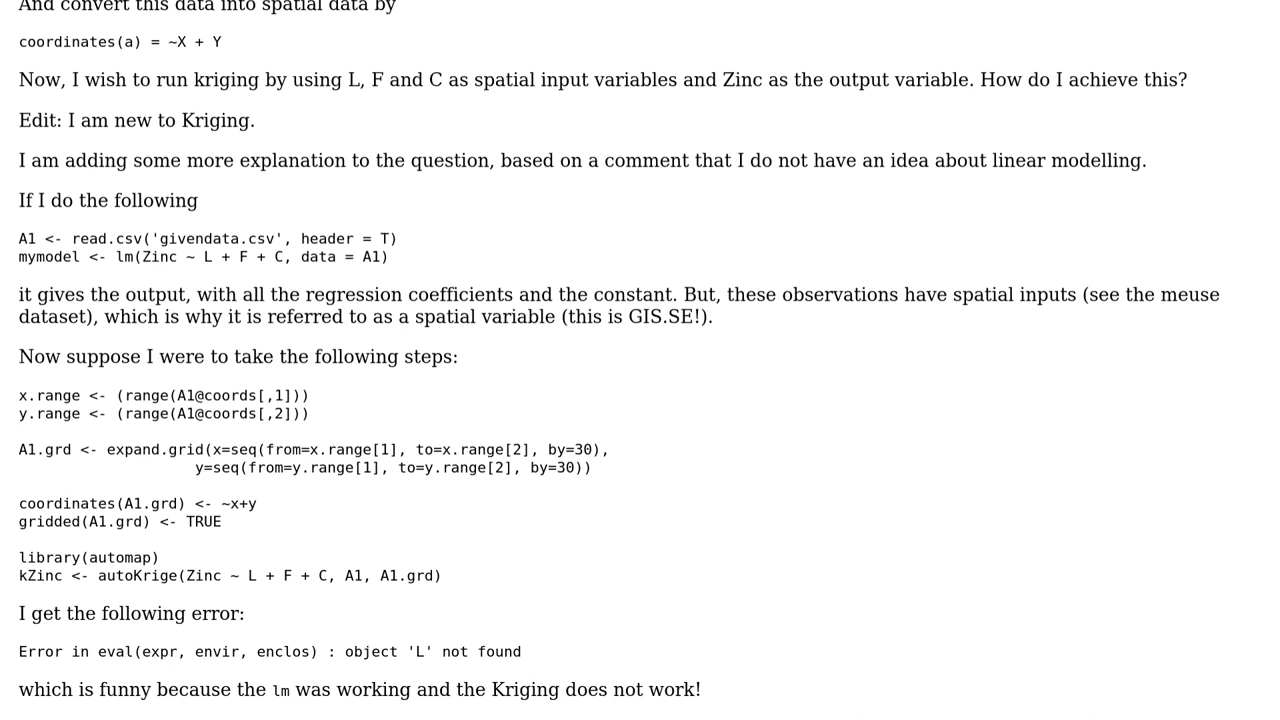 And convert this data into spatial data by
coordinates(a) = ~X + Y
Now, I wish to run kriging by using L, F and C as spatial input variables and Zinc as the output variable. How do I achieve this?
Edit: I am new to Kriging.
I am adding some more explanation to the question, based on a comment that I do not have an idea about linear modelling.
If I do the following
A1 <- read.csv('givendata.csv', header = T)
mymodel <- lm(Zinc ~ L + F + C, data = A1)
it gives the output, with all the regression coefficients and the constant. But, these observations have spatial inputs (see the meuse
dataset), which is why it is referred to as a spatial variable (this is GIS.SE!).
Now suppose I were to take the following steps:
x.range <- (range(A1@coords[,1]))
y.range <- (range(A1@coords[,2]))
A1.grd <- expand.grid(x=seq(from=x.range[1], to=x.range[2], by=30),
y=seq(from=y.range[1], to=y.range[2], by=30))
coordinates(A1.grd) <- ~x+y
gridded(A1.grd) <- TRUE
library(automap)
kZinc <- autoKrige(Zinc ~ L + F + C, A1, A1.grd)
I get the following error:
Error in eval(expr, envir, enclos) : object 'L' not found
which is funny because the lm was working and the Kriging does not work!